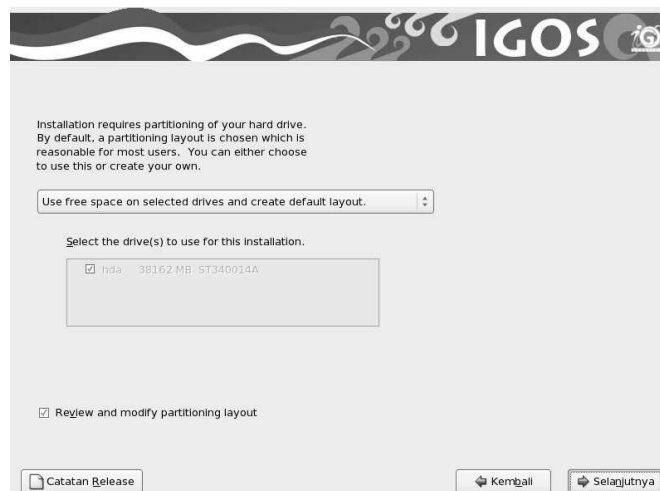 IGOS
Installation requires partitioning of your hard drive.
By default, a partitioning layout is chosen which is
reasonable for most users. You can either choose
to use this or create your own.
Use free space on selected drives and create default layout.
Select the drive(s) to use for this installation.
hda 38162 MB ST340014A
Review and modify partitioning layout
Catatan Release
Kembali
Selanjutnya